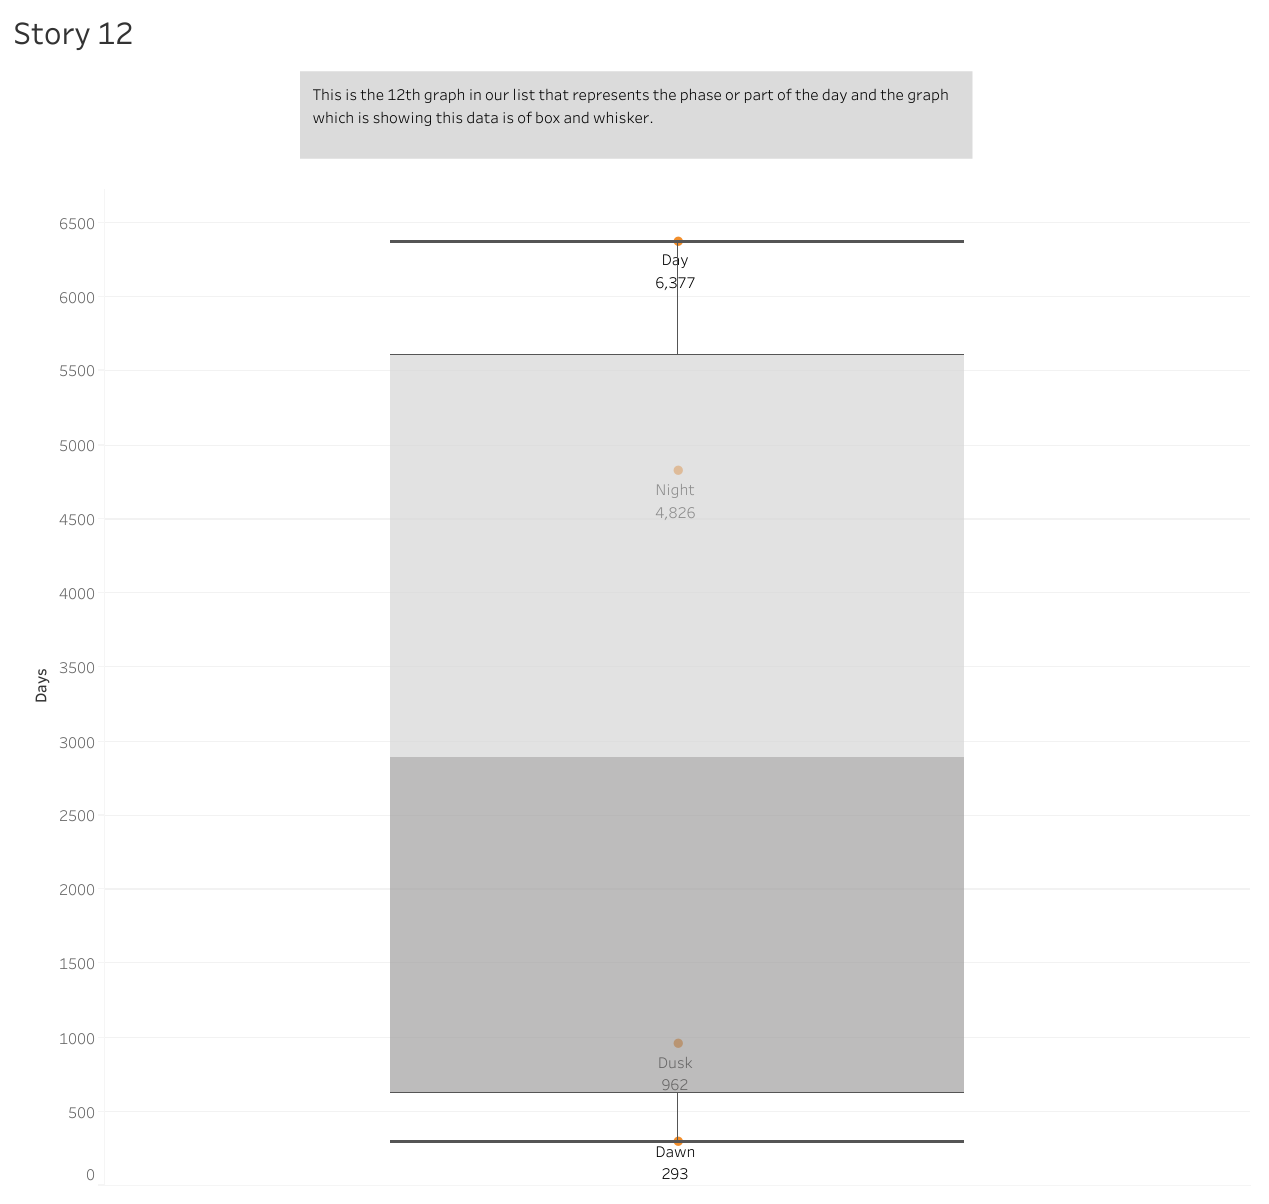 Story 12
This is the 12th graph in our list that represents the phase or part of the day and the graph
which is showing this data is of box and whisker.
6500
6000
5500
5000
4500
4000
3500
3000
2500
2000
1500
1000
500
0
Days
Day
6,377
Night
4,826
Dusk
962
Dawn
293